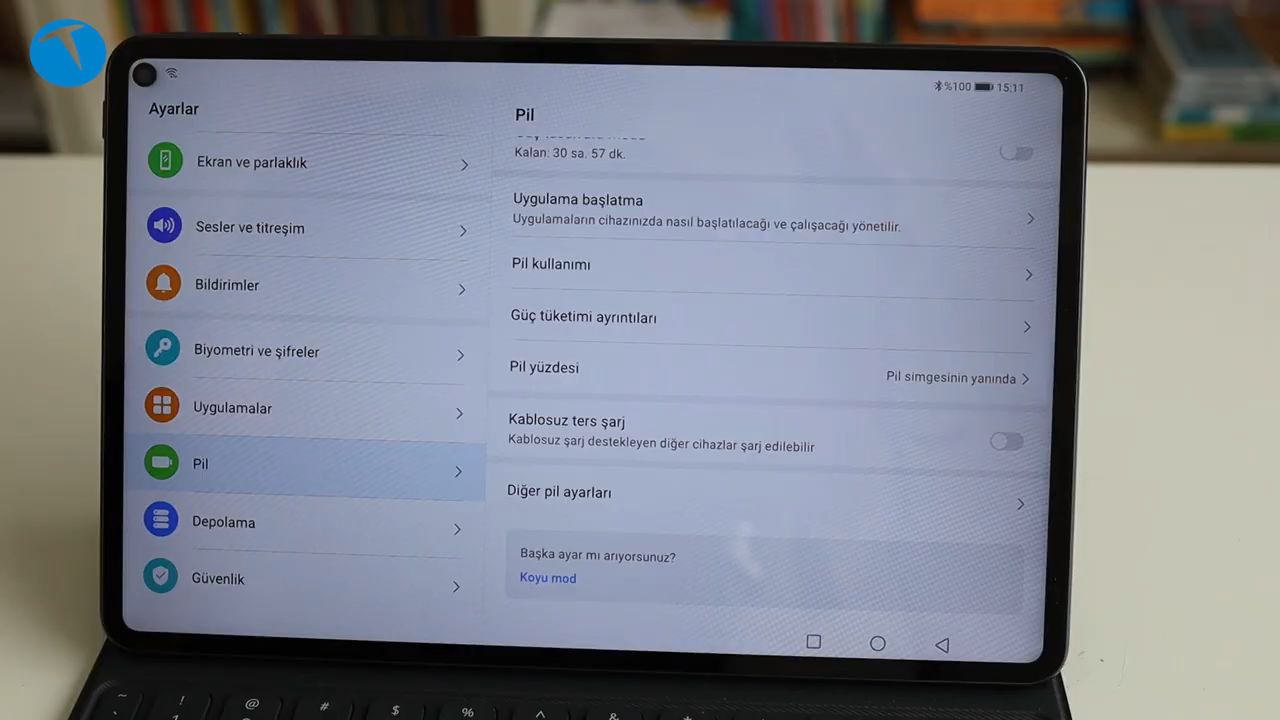 %100 15:11
Ayarlar
Ekran ve parlaklık
Sesler ve titreşim
Bildirimler
Biyometri ve şifreler
Uygulamalar
Pil
Depolama
Güvenlik
Pil
Kalan: 30 sa. 57 dk.
Uygulama başlatma
Uygulamaların cihazınızda nasıl başlatılacağı ve çalışacağı yönetilir.
Pil kullanımı
Güç tüketimi ayrıntıları
Pil yüzdesi
Pil simgesinin yanında
Kablosuz ters şarj
Kablosuz şarj destekleyen diğer cihazlar şarj edilebilir
Diğer pil ayarları
Başka ayar mı arıyorsunuz?
Koyu mod
~ ! @ # $ % ^ &